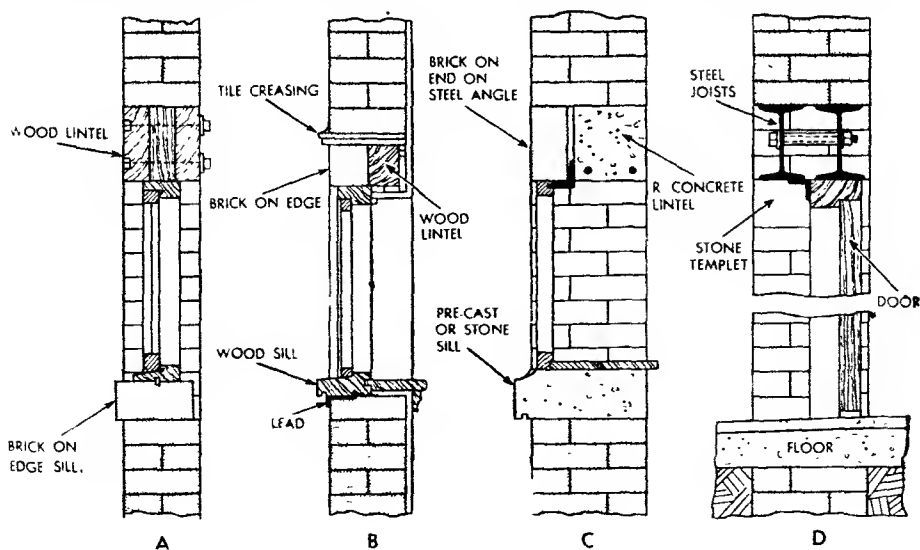 WOOD LINTEL
BRICK ON
EDGE SILL.
A
TILE CREASING
BRICK ON EDGE
WOOD
LINTEL
WOOD SILL
LEAD
B
BRICK ON
END ON
STEEL ANGLE
R CONCRETE
LINTEL
PRE-CAST
OR STONE
SILL
C
STEEL
JOISTS
STONE
TEMPLET
DOOR
FLOOR
D